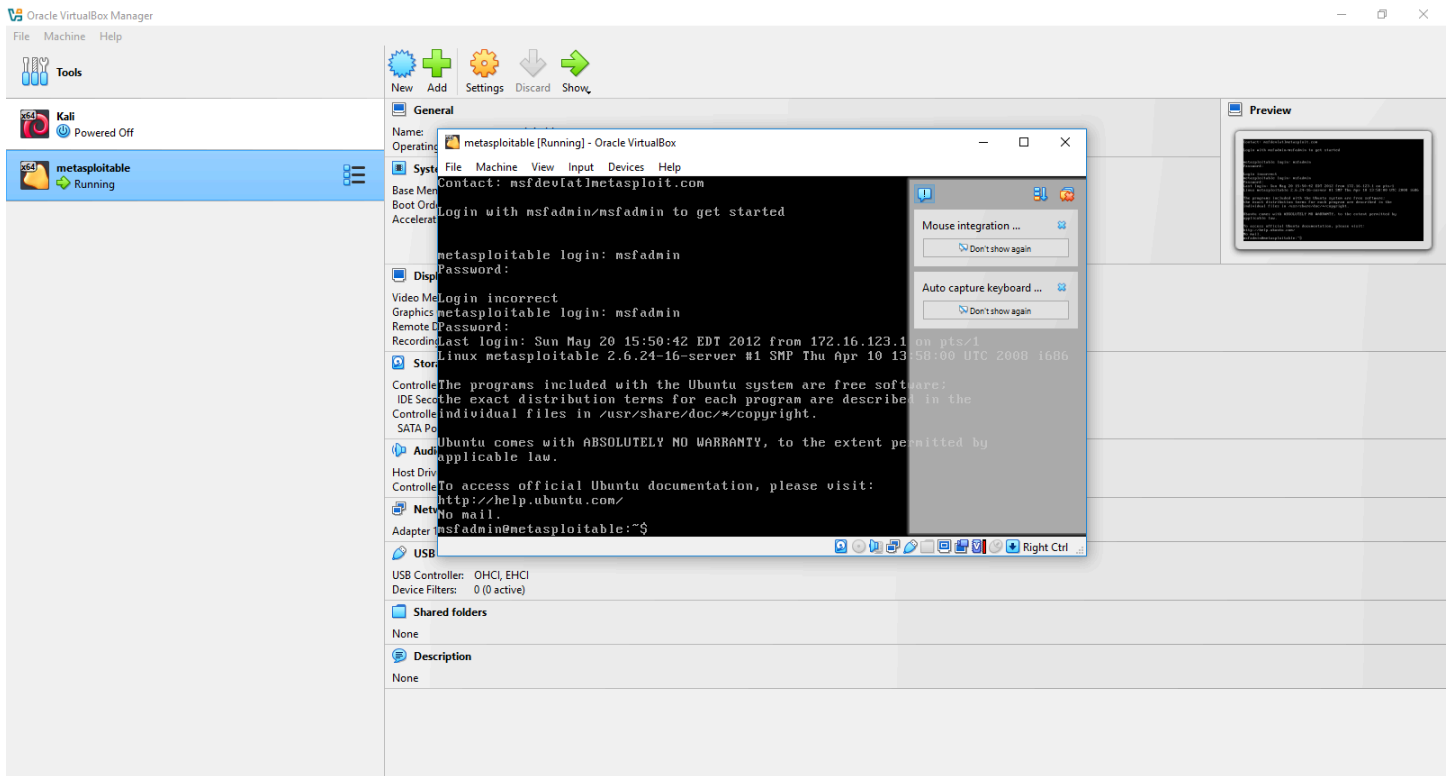 Oracle VirtualBox Manager
File Machine Help
Tools
New Add Settings Discard Show
x64 Kali
Powered Off
x64 metasploitable
Running
General
Name:
Operating
Preview
metasploitable [Running] - Oracle VirtualBox
File Machine View Input Devices Help
Contact: msfdev[at]metasploit.com
Login with msfadmin/msfadmin to get started
metasploitable login: msfadmin
Password:
Login incorrect
metasploitable login: msfadmin
Password:
Last login: Sun May 20 15:50:42 EDT 2012 from 172.16.123.1 on pts/1
Linux metasploitable 2.6.24-16-server #1 SMP Thu Apr 10 13:58:00 UTC 2008 i686
The programs included with the Ubuntu system are free software;
the exact distribution terms for each program are described in the
individual files in /usr/share/doc/*/copyright.
Ubuntu comes with ABSOLUTELY NO WARRANTY, to the extent permitted by
applicable law.
To access official Ubuntu documentation, please visit:
http://help.ubuntu.com/
No mail.
msfadmin@metasploitable:~$
Mouse integration ...
Don't show again
Auto capture keyboard ...
Don't show again
Right Ctrl
Syste
Base Mem
Boot Orde
Accelerat
Displ
Video Me
Graphics
Remote D
Recording
Stora
Controlle
IDE Seco
Controlle
SATA Po
Audi
Host Driv
Controlle
Netw
Adapter 1
USB
USB Controller: OHCI, EHCI
Device Filters: 0 (0 active)
Shared folders
None
Description
None